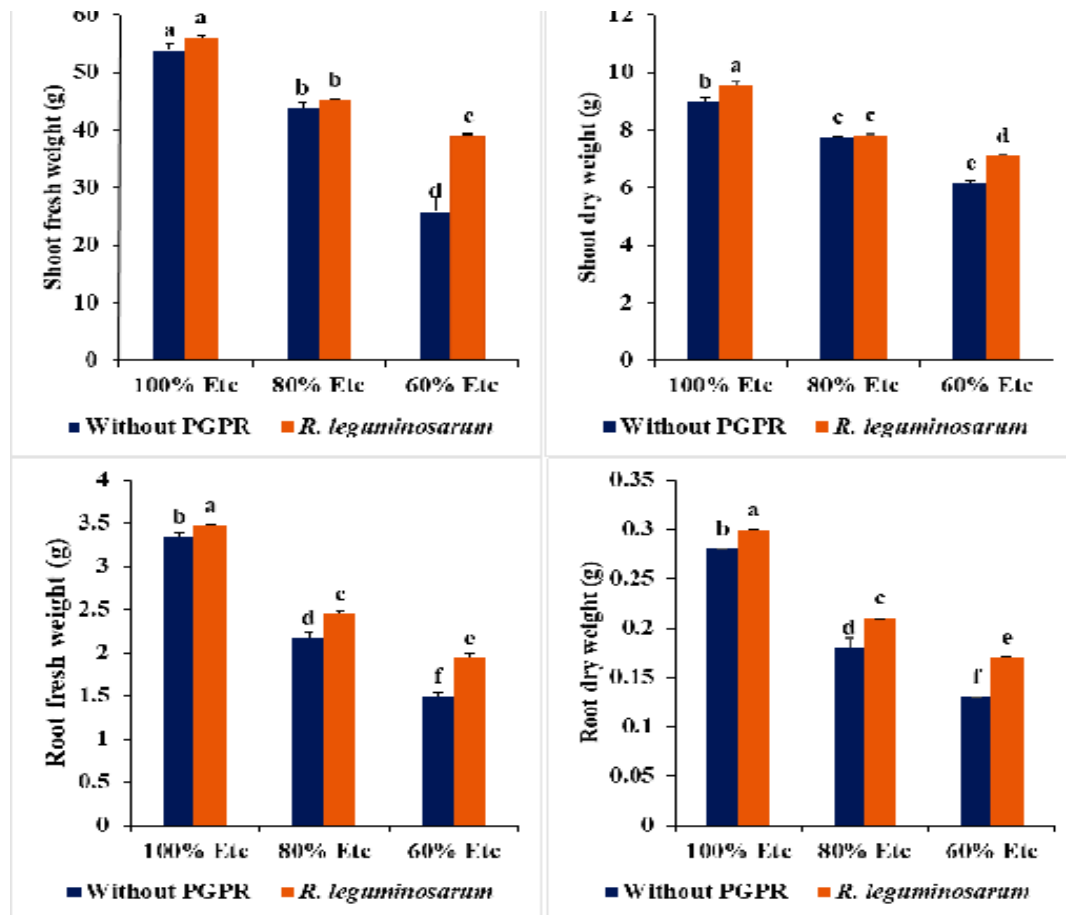 Shoot fresh weight (g)
60
50
40
30
20
10
0
a a
b b
d c
100% Etc 80% Etc 60% Etc
Without PGPR R. leguminosarum
Shoot dry weight (g)
12
10
8
6
4
2
0
b a
c c
e d
100% Etc 80% Etc 60% Etc
Without PGPR R. leguminosarum
Root fresh weight (g)
4
3.5
3
2.5
2
1.5
1
0.5
0
b a
d c
f e
100% Etc 80% Etc 60% Etc
Without PGPR R. leguminosarum
Root dry weight (g)
0.35
0.3
0.25
0.2
0.15
0.1
0.05
0
b a
d c
f e
100% Etc 80% Etc 60% Etc
Without PGPR R. leguminosarum